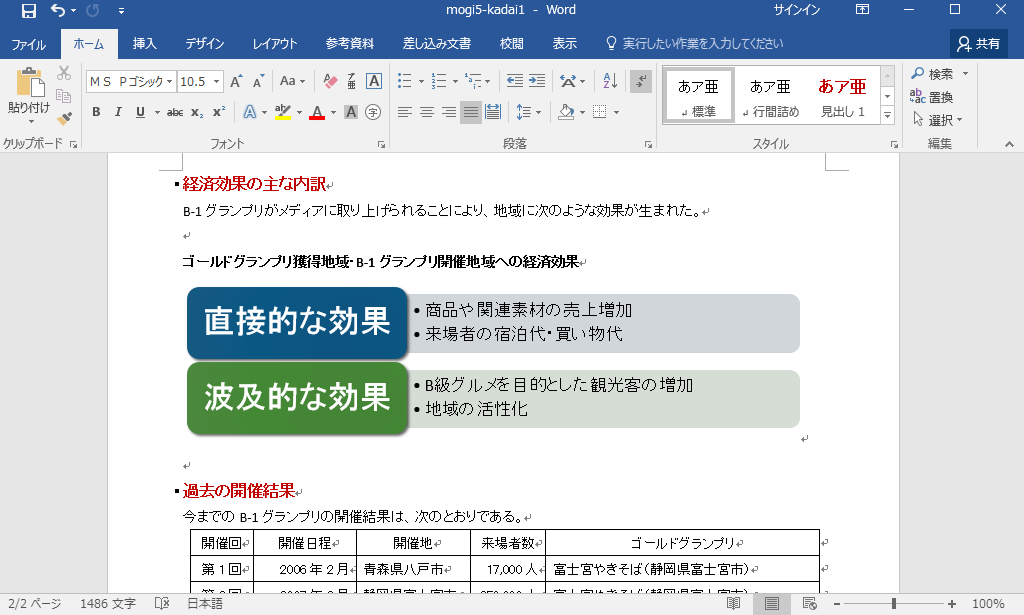 mogi5-kadai1 - Word
サインイン
ファイル ホーム 挿入 デザイン レイアウト 参考資料 差し込み文書 校閲 表示 実行したい作業を入力してください 共有
貼り付け
ＭＳ Ｐゴシック 10.5 A A Aa A
B I U abc x₂ x² A A A 字
あア亜 あア亜 あア亜
標準 行間詰め 見出し 1
検索
置換
選択
クリップボード フォント 段落 スタイル 編集
経済効果の主な内訳
B-1 グランプリがメディアに取り上げられることにより、地域に次のような効果が生まれた。
ゴールドグランプリ獲得地域・B-1 グランプリ開催地域への経済効果
直接的な効果
• 商品や関連素材の売上増加
• 来場者の宿泊代・買い物代
波及的な効果
• B級グルメを目的とした観光客の増加
• 地域の活性化
過去の開催結果
今までの B-1 グランプリの開催結果は、次のとおりである。
開催回 開催日程 開催地 来場者数 ゴールドグランプリ
第 1 回 2006 年 2 月 青森県八戸市 17,000 人 富士宮やきそば（静岡県富士宮市）
2/2 ページ 1486 文字 日本語 100%